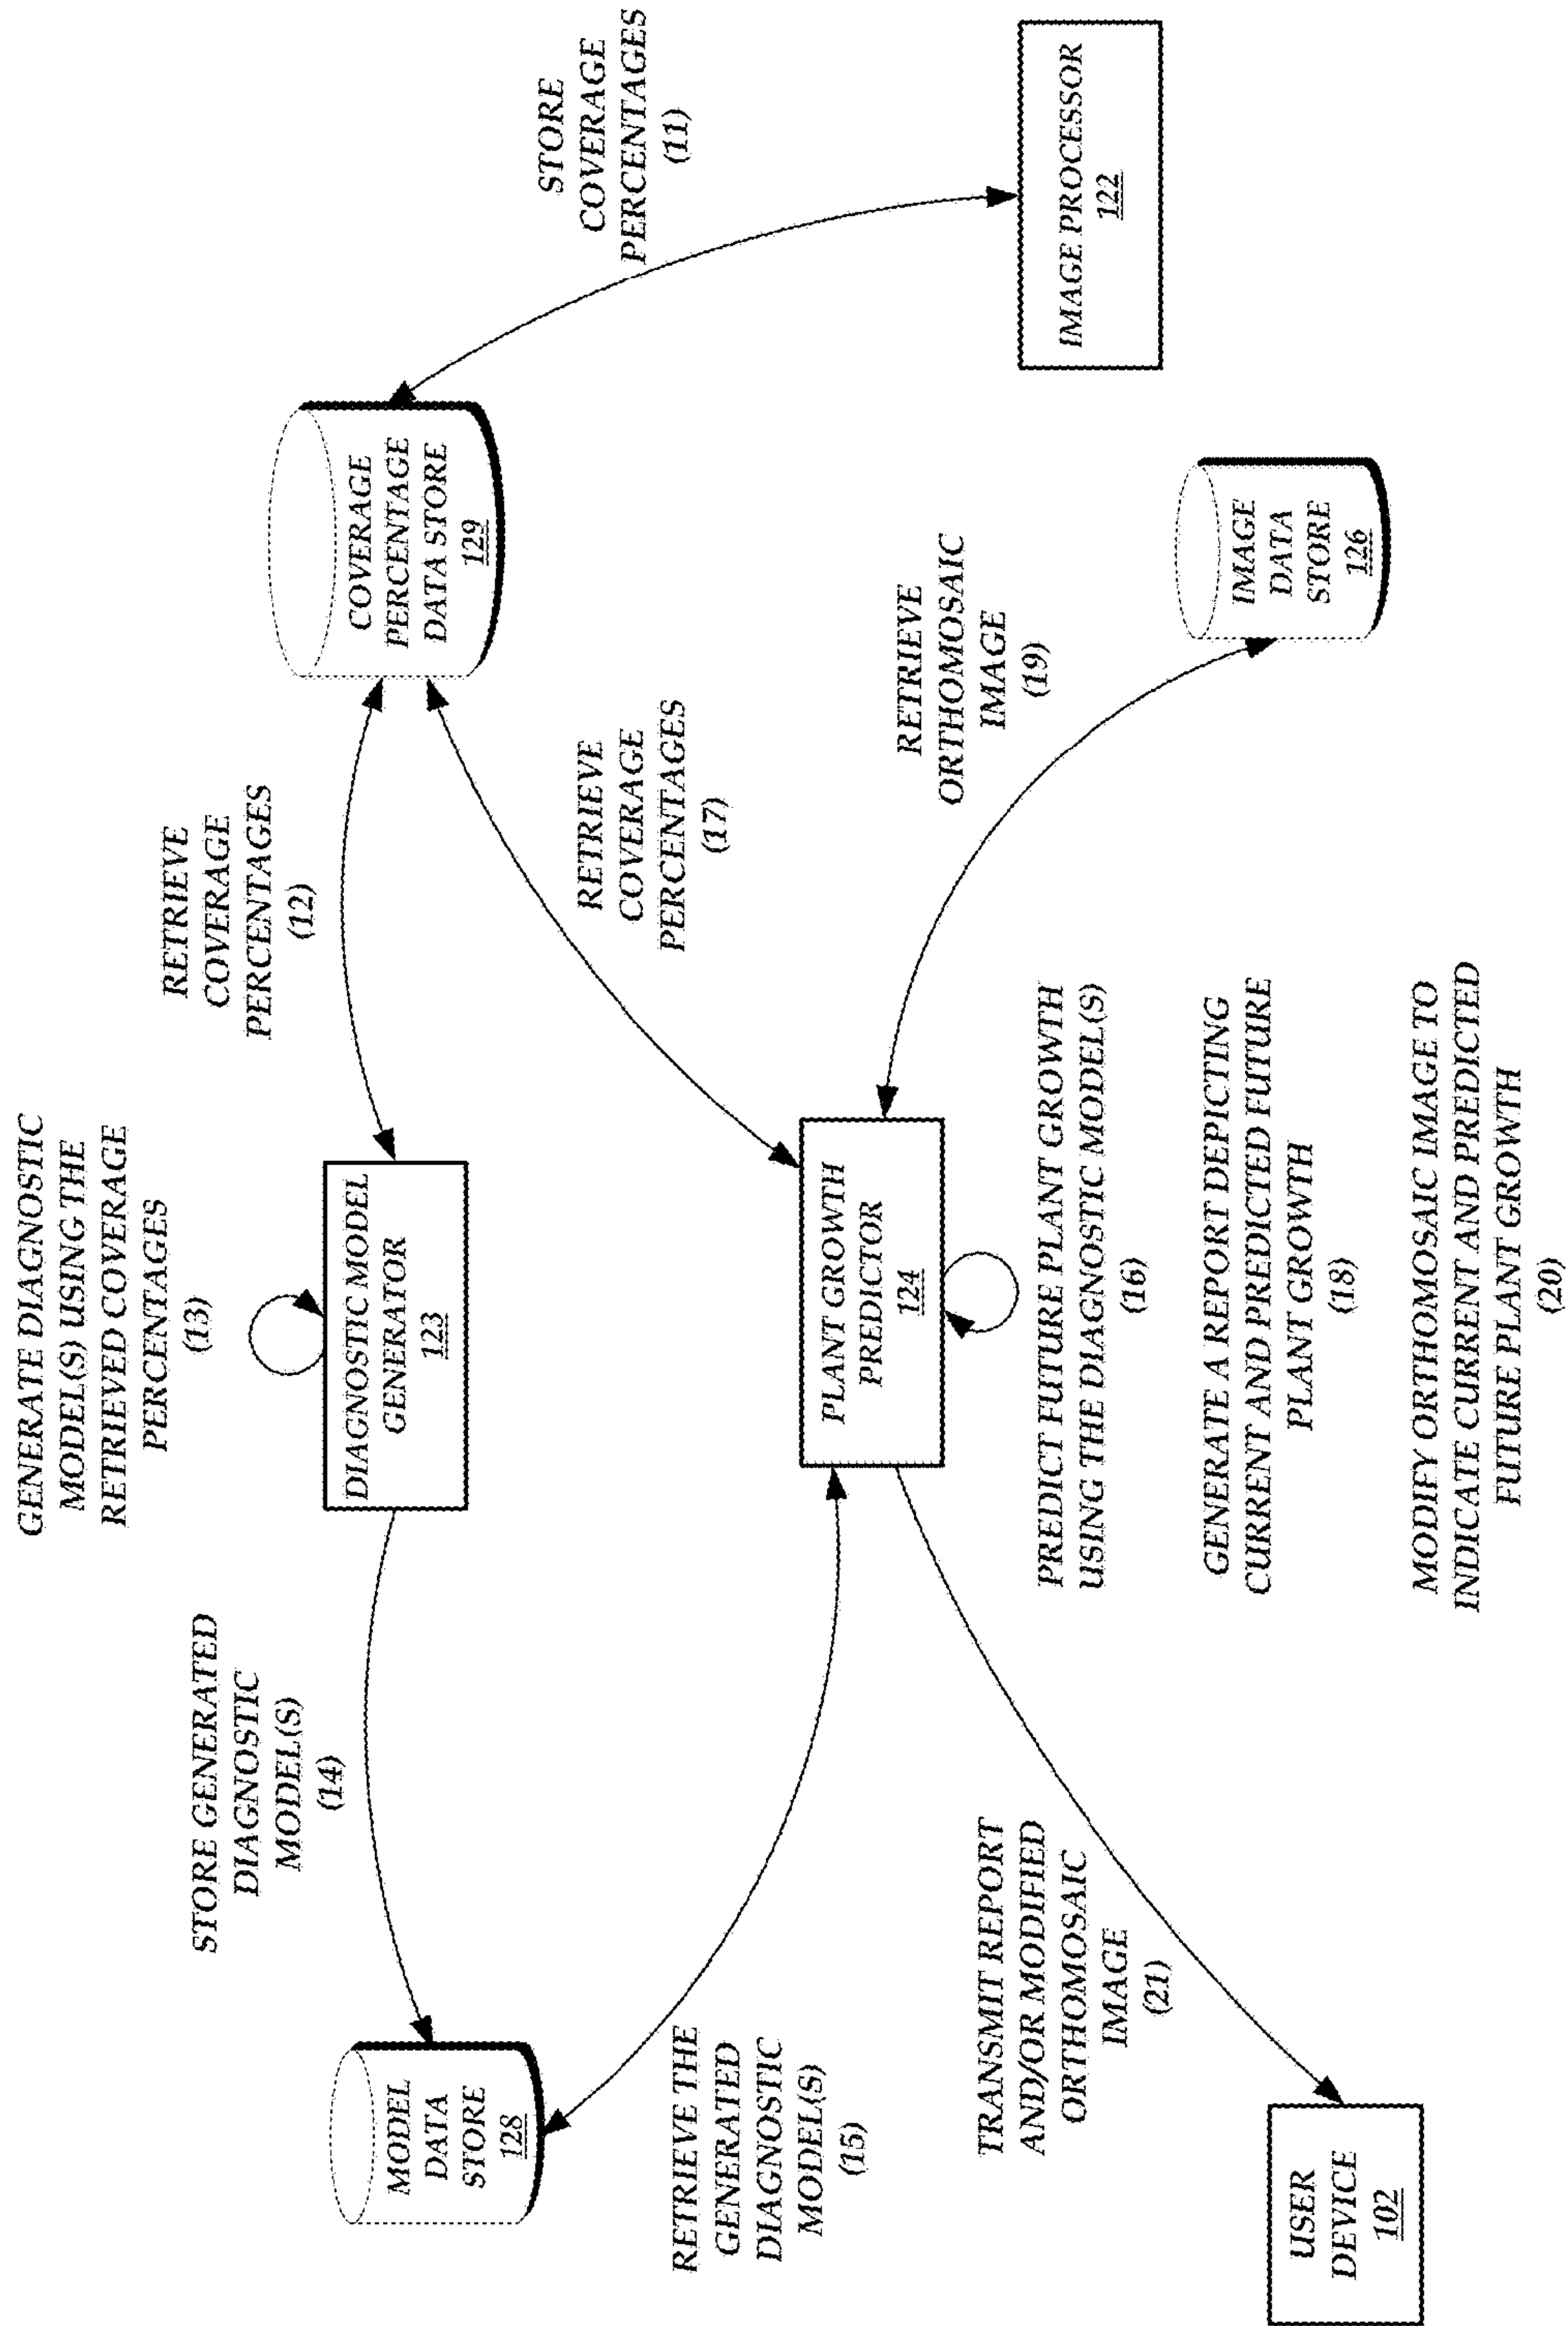 GENERATE DIAGNOSTIC
MODEL(S) USING THE
RETRIEVED COVERAGE
PERCENTAGES
(13)
STORE GENERATED
DIAGNOSTIC
MODEL(S)
(14)
RETRIEVE
COVERAGE
PERCENTAGES
(12)
STORE
COVERAGE
PERCENTAGES
(11)
MODEL
DATA
STORE
128
DIAGNOSTIC MODEL
GENERATOR
123
COVERAGE
PERCENTAGE
DATA STORE
129
RETRIEVE THE
GENERATED
DIAGNOSTIC
MODEL(S)
(15)
RETRIEVE
COVERAGE
PERCENTAGES
(17)
PLANT GROWTH
PREDICTOR
124
RETRIEVE
ORTHOMOSAIC
IMAGE
(19)
IMAGE PROCESSOR
122
TRANSMIT REPORT
AND/OR MODIFIED
ORTHOMOSAIC
IMAGE
(21)
PREDICT FUTURE PLANT GROWTH
USING THE DIAGNOSTIC MODEL(S)
(16)
GENERATE A REPORT DEPICTING
CURRENT AND PREDICTED FUTURE
PLANT GROWTH
(18)
MODIFY ORTHOMOSAIC IMAGE TO
INDICATE CURRENT AND PREDICTED
FUTURE PLANT GROWTH
(20)
IMAGE
DATA
STORE
126
USER
DEVICE
102